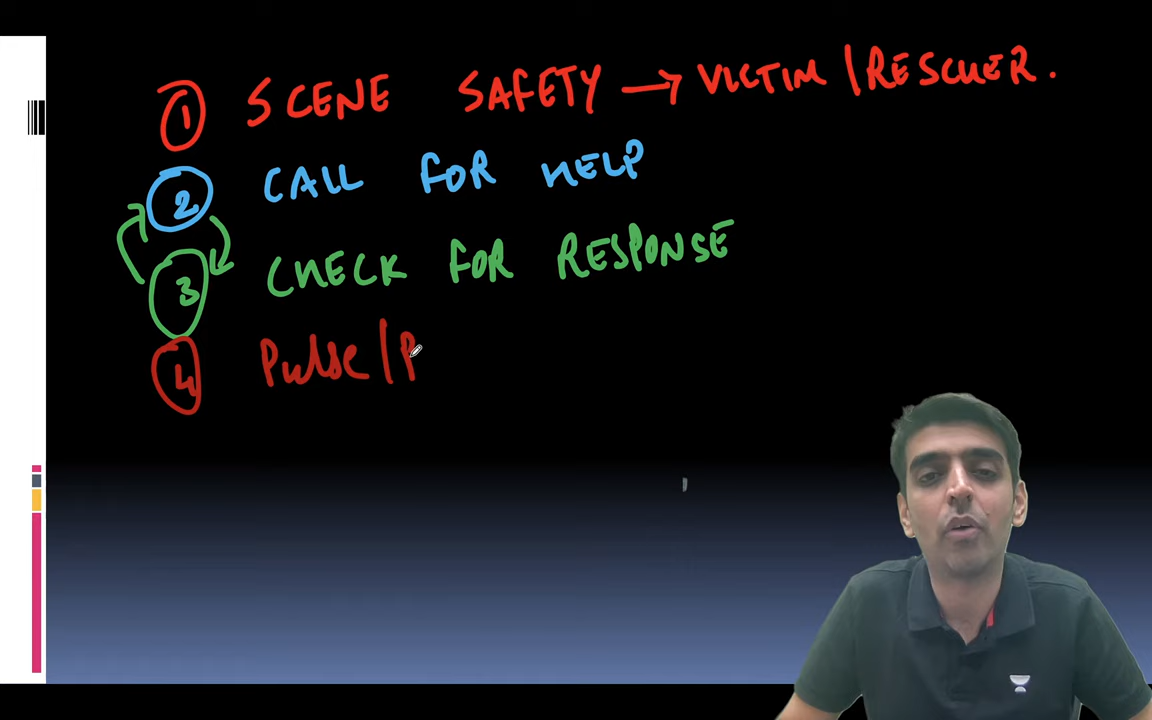 ① SCENE SAFETY → VICTIM / RESCUER.
② CALL FOR HELP
③ CHECK FOR RESPONSE
④ Pulse / P